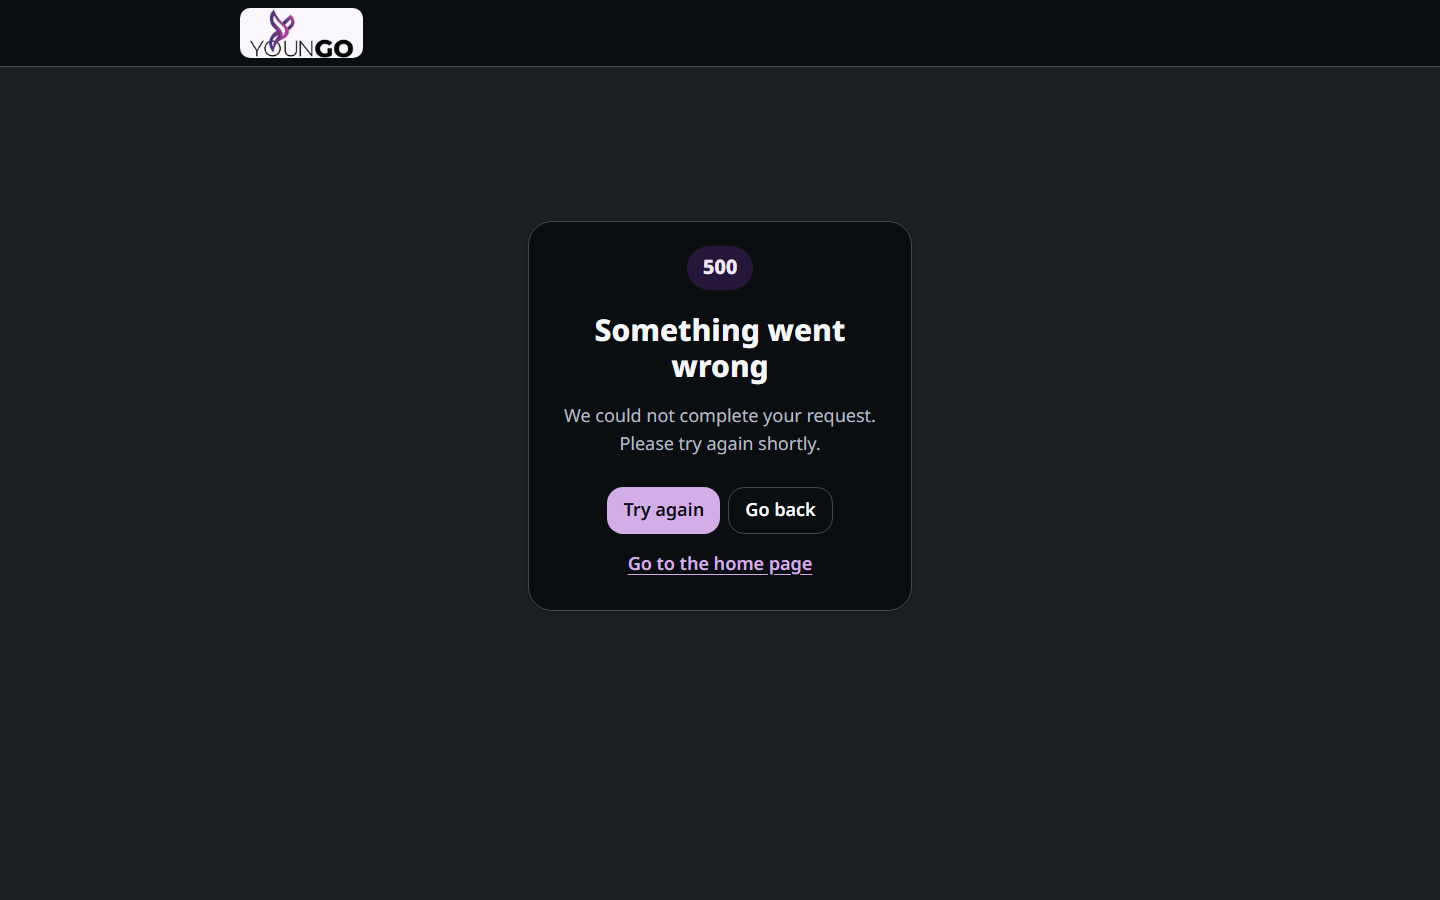 YOUNGO
500
Something went
wrong
We could not complete your request.
Please try again shortly.
Try again
Go back
Go to the home page